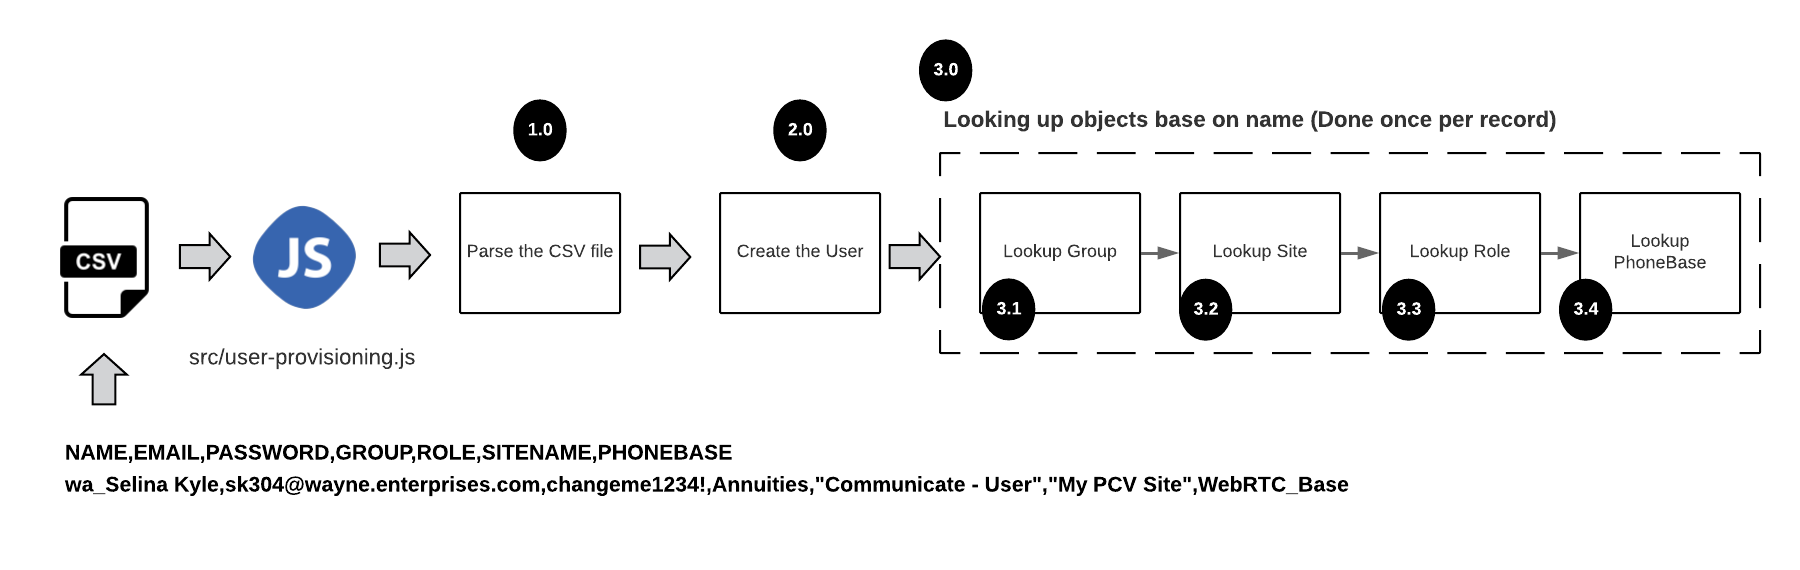 3.0
1.0
2.0
Looking up objects base on name (Done once per record)
CSV
JS
Parse the CSV file
Create the User
Lookup Group
Lookup Site
Lookup Role
Lookup
PhoneBase
3.1
3.2
3.3
3.4
src/user-provisioning.js
NAME,EMAIL,PASSWORD,GROUP,ROLE,SITENAME,PHONEBASE
wa_Selina Kyle,sk304@wayne.enterprises.com,changeme1234!,Annuities,"Communicate - User","My PCV Site",WebRTC_Base